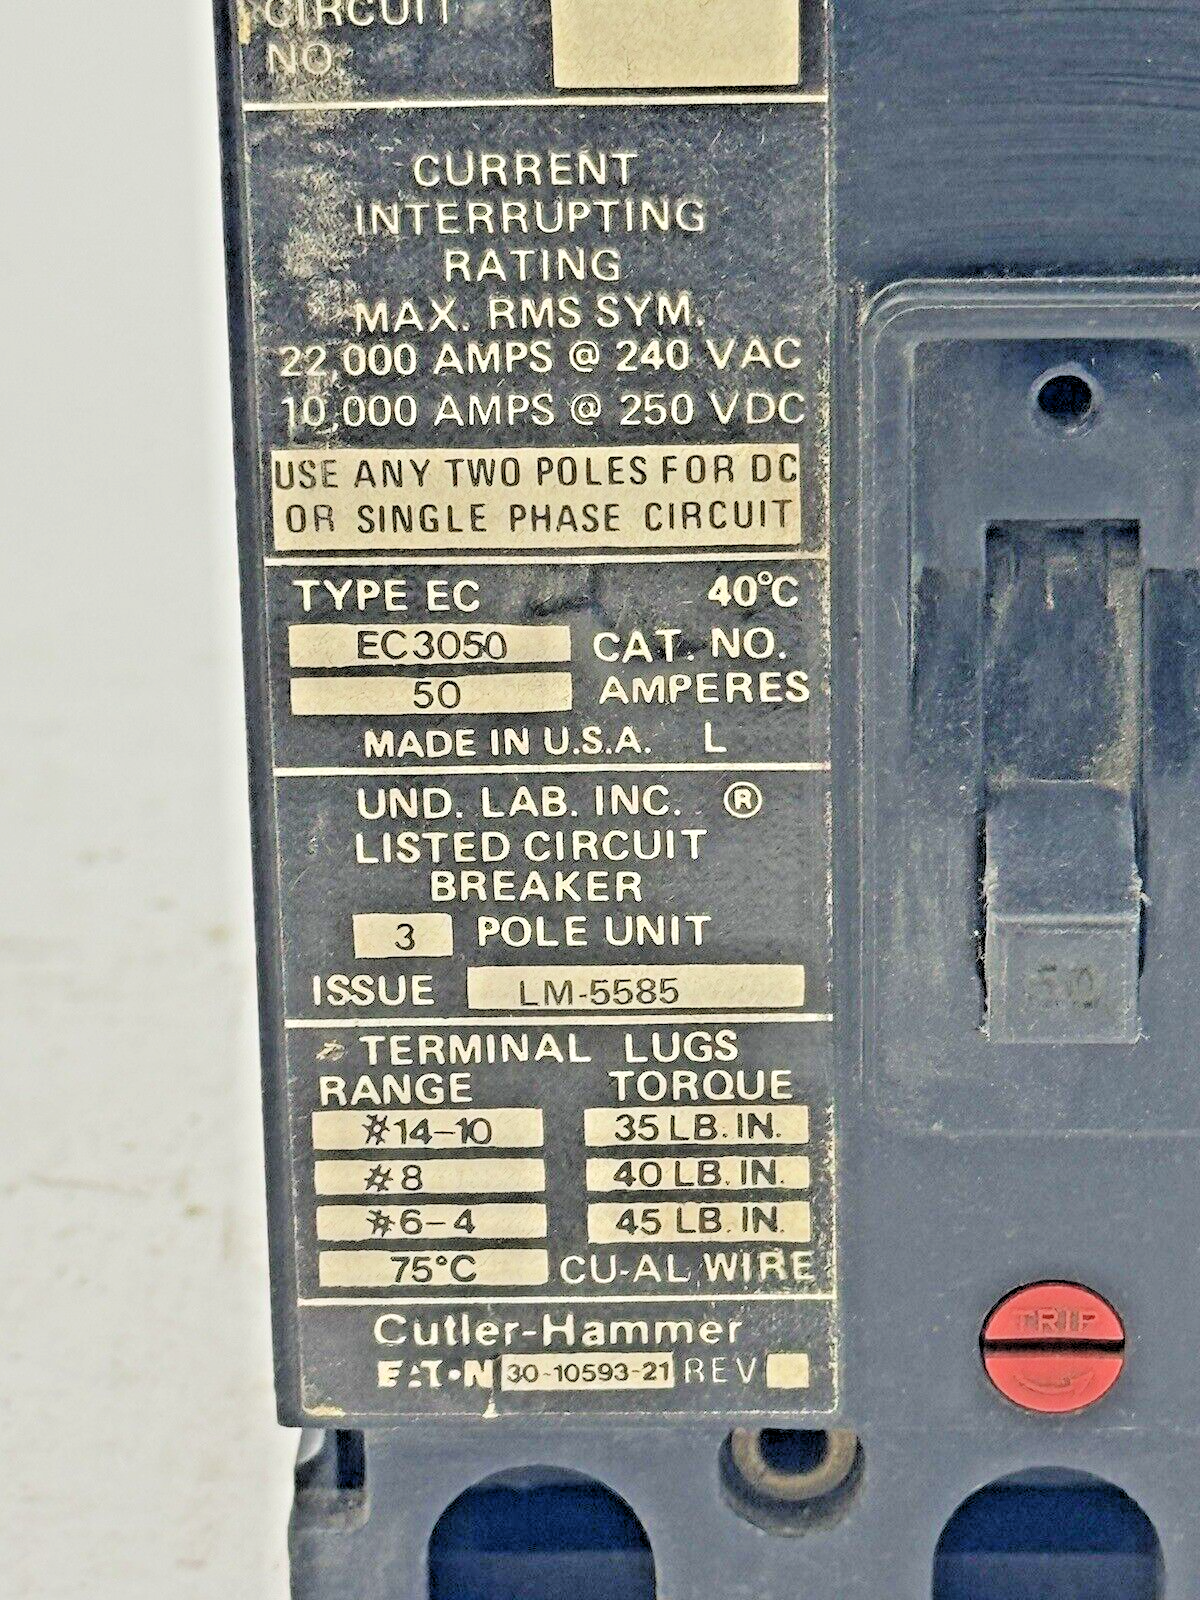 CIRCUIT
NO.
CURRENT
INTERRUPTING
RATING
MAX. RMS SYM.
22,000 AMPS @ 240 VAC
10,000 AMPS @ 250 VDC
USE ANY TWO POLES FOR DC
OR SINGLE PHASE CIRCUIT
TYPE EC 40°C
EC3050 CAT. NO.
50 AMPERES
MADE IN U.S.A. L
UND. LAB. INC. ®
LISTED CIRCUIT
BREAKER
3 POLE UNIT
ISSUE LM-5585
TERMINAL LUGS
RANGE TORQUE
#14-10 35 LB. IN.
#8 40 LB. IN.
#6-4 45 LB. IN.
75°C CU-AL WIRE
Cutler-Hammer
EATON 30-10593-21 REV
50
TRIP